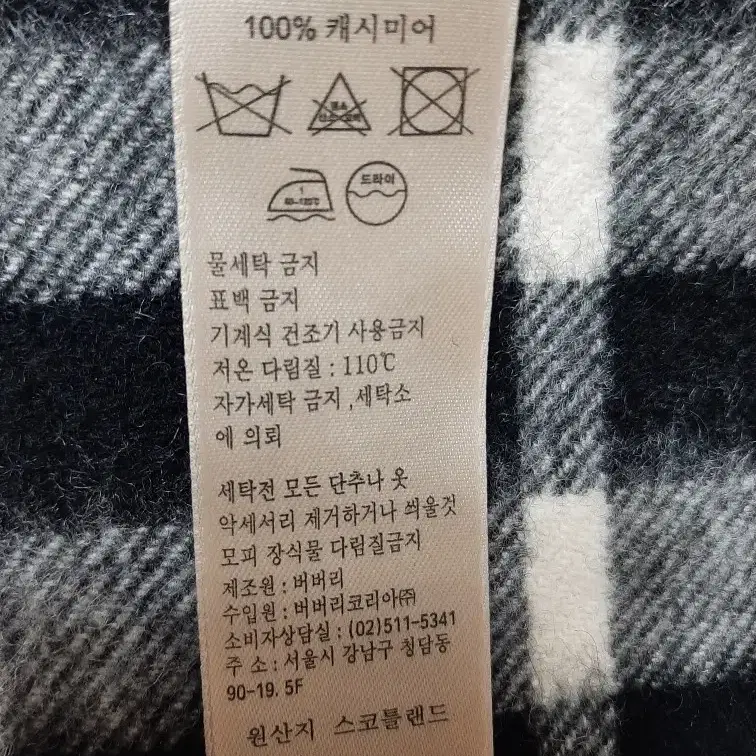 100% 캐시미어
드라이
1
물세탁 금지
표백 금지
기계식 건조기 사용금지
저온 다림질 : 110℃
자가세탁 금지 ,세탁소
에 의뢰
세탁전 모든 단추나 옷
악세서리 제거하거나 씌울것
모피 장식물 다림질금지
제조원 : 버버리
수입원 : 버버리코리아㈜
소비자상담실 : (02)511-5341
주 소 : 서울시 강남구 청담동
90-19. 5F
원산지 스코틀랜드